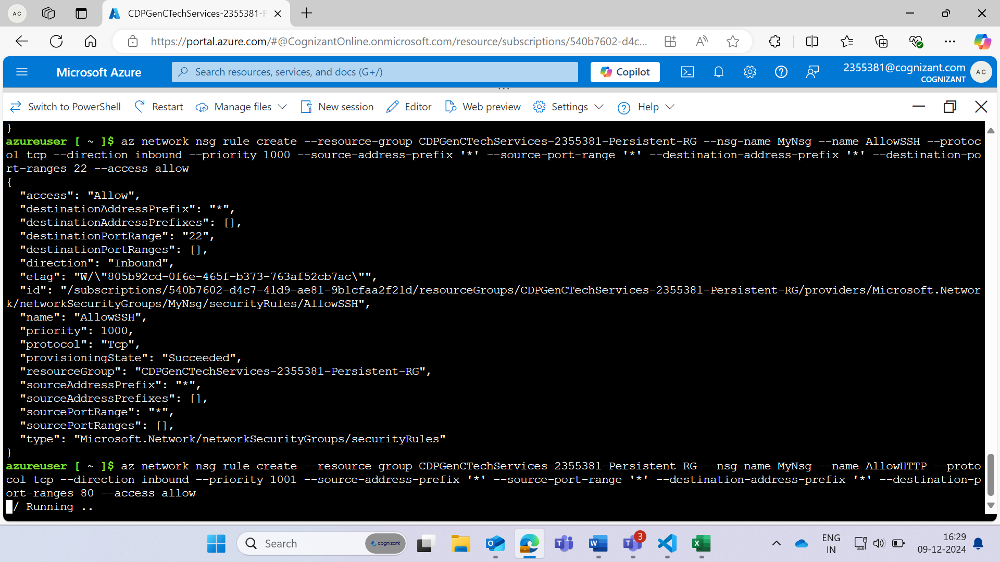 AC
CDPGenCTechServices-2355381-P
https://portal.azure.com/#@CognizantOnline.onmicrosoft.com/resource/subscriptions/540b7602-d4c...
Microsoft Azure
Search resources, services, and docs (G+/)
Copilot
2355381@cognizant.com
COGNIZANT
AC
Switch to PowerShell
Restart
Manage files
New session
Editor
Web preview
Settings
Help
}
azureuser [ ~ ]$ az network nsg rule create --resource-group CDPGenCTechServices-2355381-Persistent-RG --nsg-name MyNsg --name AllowSSH --protoc
ol tcp --direction inbound --priority 1000 --source-address-prefix '*' --source-port-range '*' --destination-address-prefix '*' --destination-po
rt-ranges 22 --access allow
{
"access": "Allow",
"destinationAddressPrefix": "*",
"destinationAddressPrefixes": [],
"destinationPortRange": "22",
"destinationPortRanges": [],
"direction": "Inbound",
"etag": "W/\"805b92cd-0f6e-465f-b373-763af52cb7ac\"",
"id": "/subscriptions/540b7602-d4c7-41d9-ae81-9b1cfaa2f21d/resourceGroups/CDPGenCTechServices-2355381-Persistent-RG/providers/Microsoft.Networ
k/networkSecurityGroups/MyNsg/securityRules/AllowSSH",
"name": "AllowSSH",
"priority": 1000,
"protocol": "Tcp",
"provisioningState": "Succeeded",
"resourceGroup": "CDPGenCTechServices-2355381-Persistent-RG",
"sourceAddressPrefix": "*",
"sourceAddressPrefixes": [],
"sourcePortRange": "*",
"sourcePortRanges": [],
"type": "Microsoft.Network/networkSecurityGroups/securityRules"
}
azureuser [ ~ ]$ az network nsg rule create --resource-group CDPGenCTechServices-2355381-Persistent-RG --nsg-name MyNsg --name AllowHTTP --proto
col tcp --direction inbound --priority 1001 --source-address-prefix '*' --source-port-range '*' --destination-address-prefix '*' --destination-p
ort-ranges 80 --access allow
/ Running ..
Search
cognizant
3
ENG
IN
16:29
09-12-2024